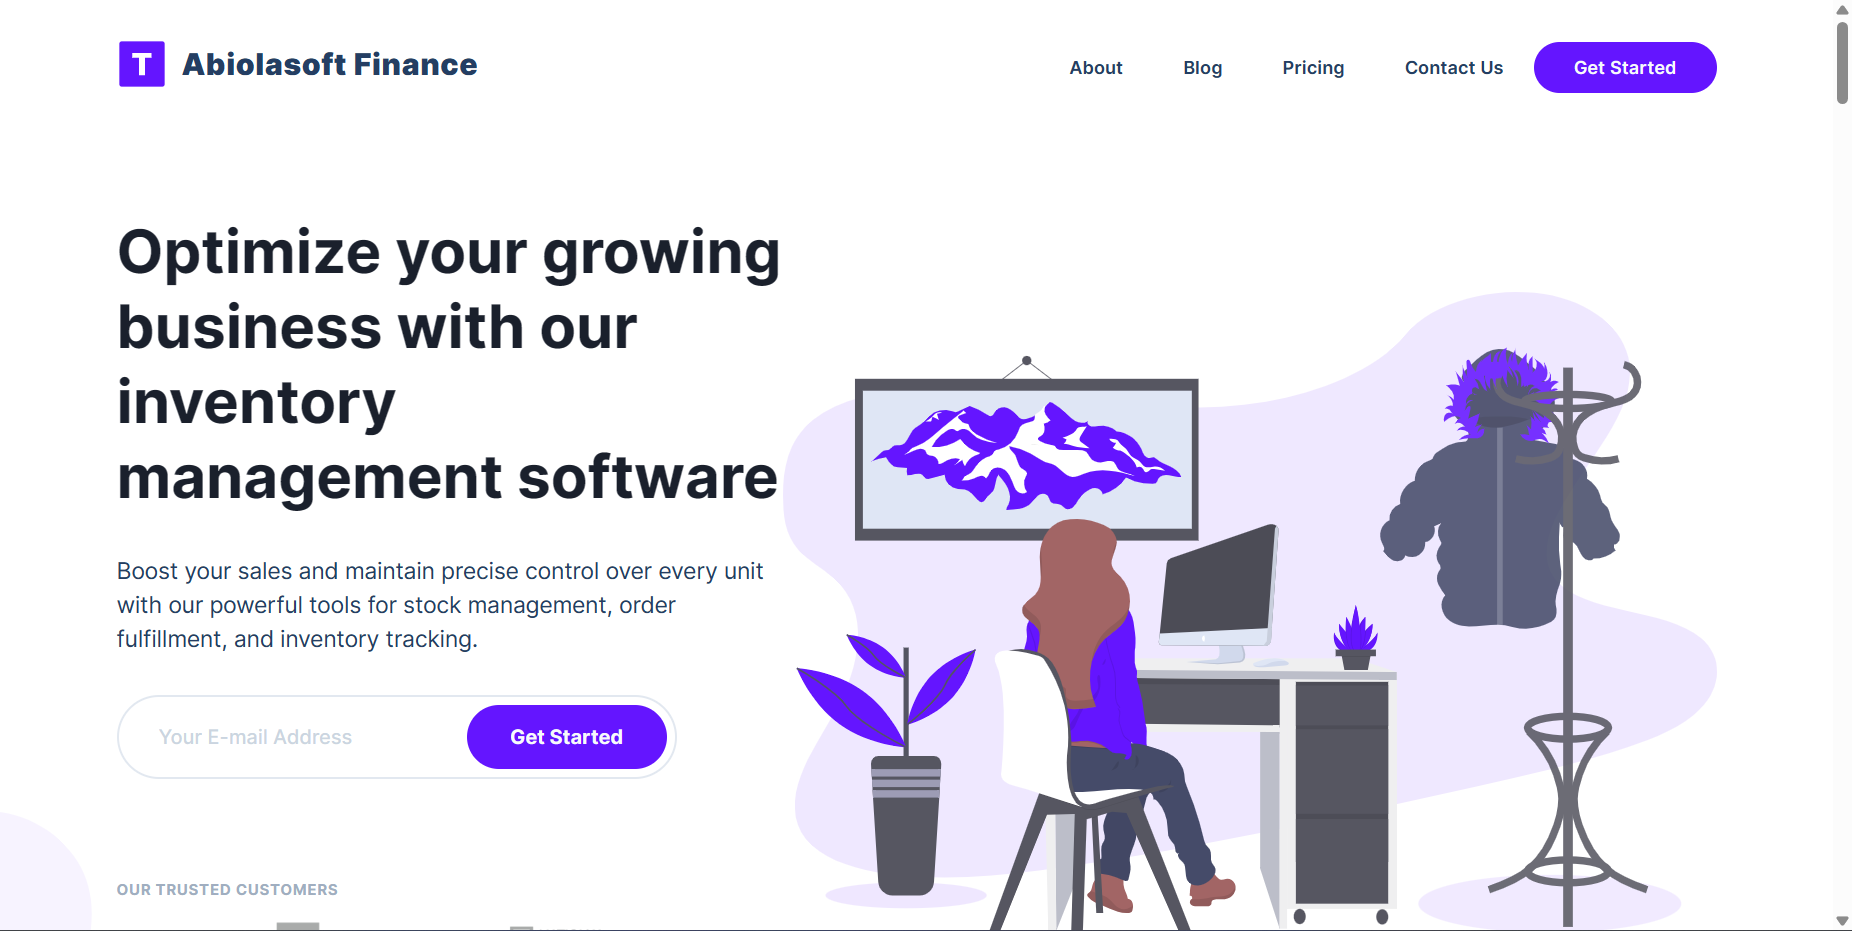 T Abiolasoft Finance
About Blog Pricing Contact Us Get Started
Optimize your growing
business with our
inventory
management software
Boost your sales and maintain precise control over every unit
with our powerful tools for stock management, order
fulfillment, and inventory tracking.
Your E-mail Address Get Started
OUR TRUSTED CUSTOMERS